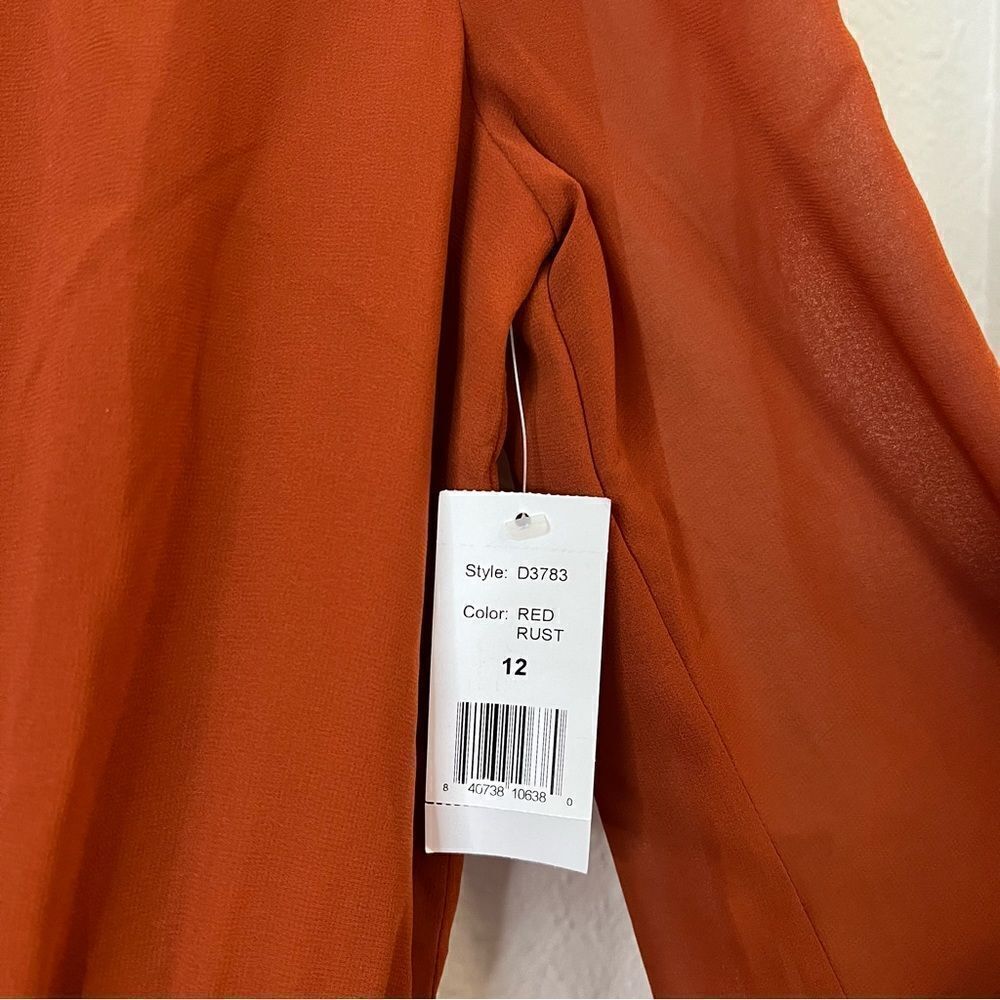 Style: D3783
Color: RED
RUST
12
8 40738 10638 0